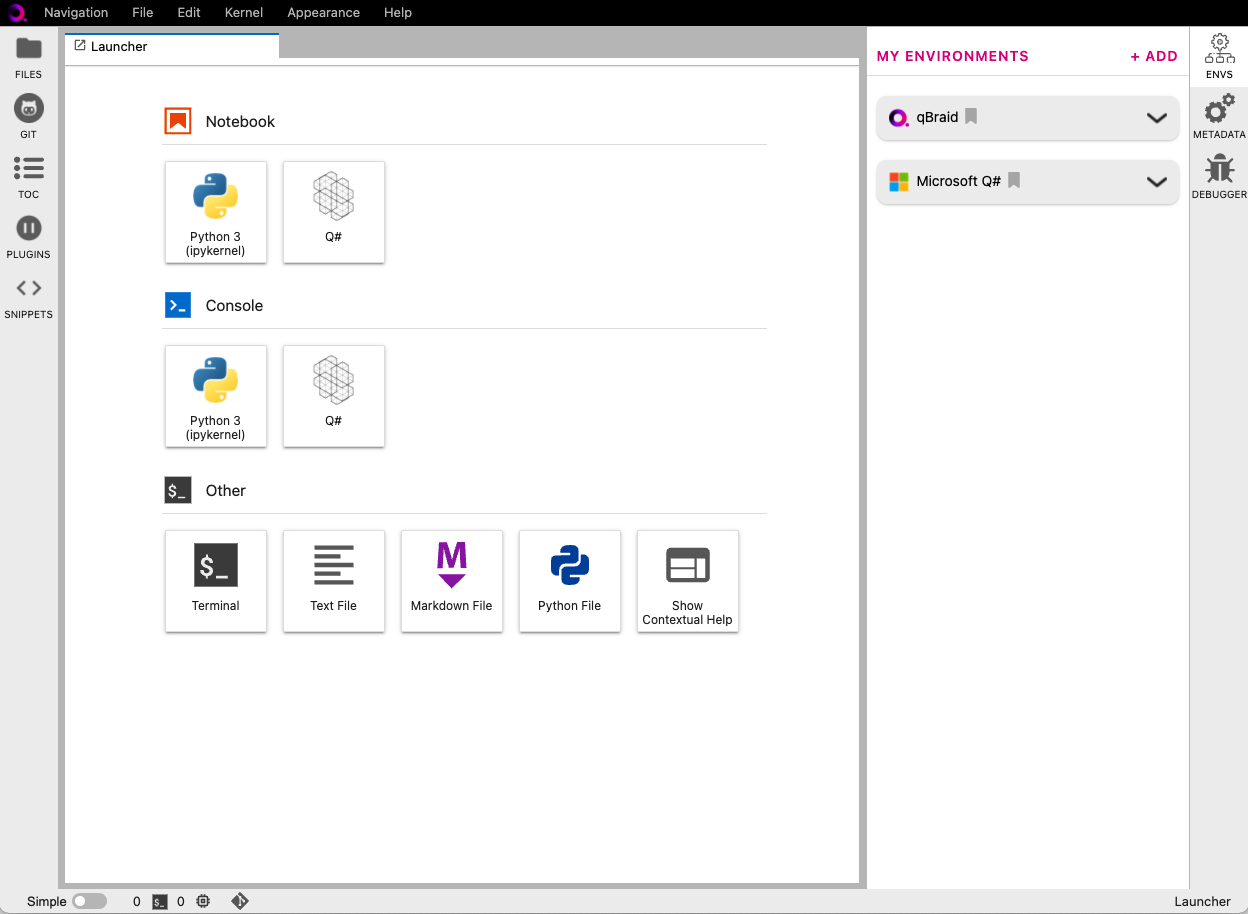 Navigation File Edit Kernel Appearance Help
FILES
GIT
TOC
PLUGINS
SNIPPETS
Launcher
Notebook
Python 3
(ipykernel)
Q#
Console
Python 3
(ipykernel)
Q#
$_ Other
$_
Terminal
Text File
M
Markdown File
Python File
Show
Contextual Help
MY ENVIRONMENTS + ADD
qBraid
Microsoft Q#
ENVS
METADATA
DEBUGGER
Simple 0 $_ 0
Launcher